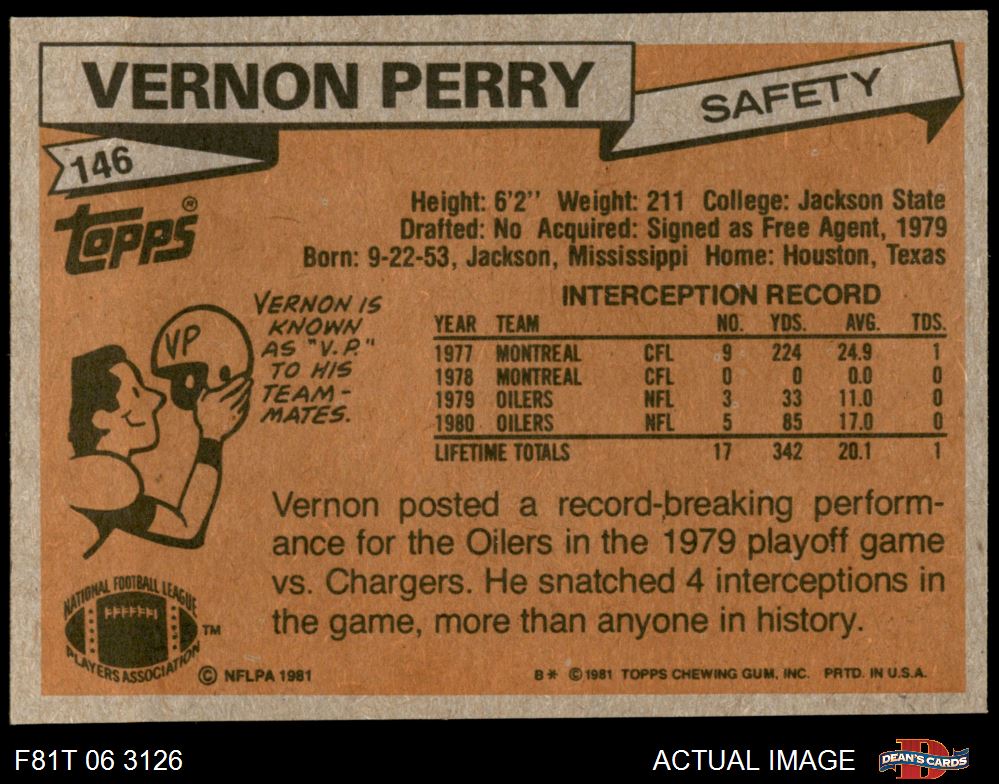 VERNON PERRY
SAFETY
146
Topps®
Height: 6'2'' Weight: 211 College: Jackson State
Drafted: No Acquired: Signed as Free Agent, 1979
Born: 9-22-53, Jackson, Mississippi Home: Houston, Texas
VERNON IS
KNOWN
AS "V.P."
TO HIS
TEAM-
MATES.
VP
INTERCEPTION RECORD
YEAR TEAM NO. YDS. AVG. TDS.
1977 MONTREAL CFL 9 224 24.9 1
1978 MONTREAL CFL 0 0 0.0 0
1979 OILERS NFL 3 33 11.0 0
1980 OILERS NFL 5 85 17.0 0
LIFETIME TOTALS 17 342 20.1 1
Vernon posted a record-breaking perform-
ance for the Oilers in the 1979 playoff game
vs. Chargers. He snatched 4 interceptions in
the game, more than anyone in history.
NATIONAL FOOTBALL LEAGUE
PLAYERS ASSOCIATION
TM
© NFLPA 1981
B* © 1981 TOPPS CHEWING GUM, INC. PRTD. IN U.S.A.
F81T 06 3126
ACTUAL IMAGE
D
DEAN'S CARDS